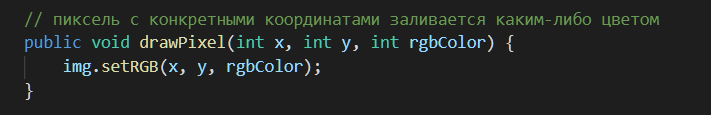 // пиксель с конкретными координатами заливается каким-либо цветом
public void drawPixel(int x, int y, int rgbColor) {
    img.setRGB(x, y, rgbColor);
}